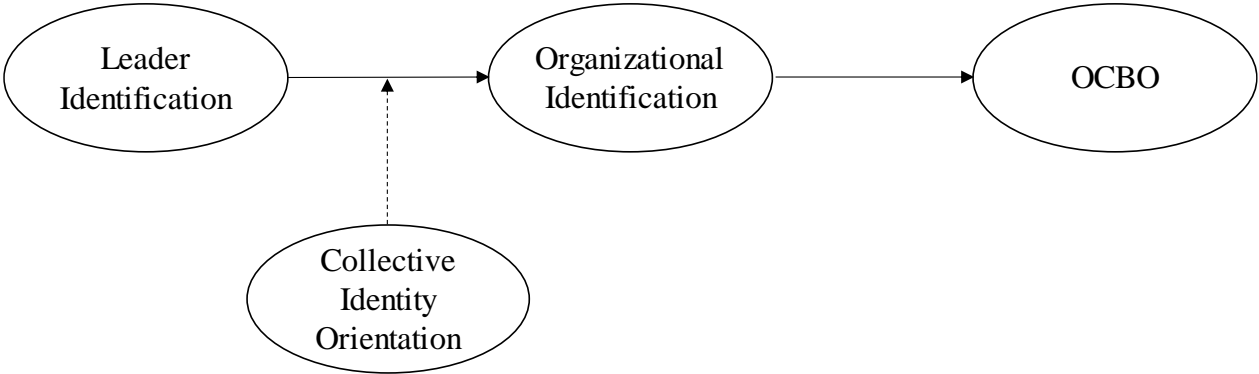 Leader
Identification
Organizational
Identification
OCBO
Collective
Identity
Orientation